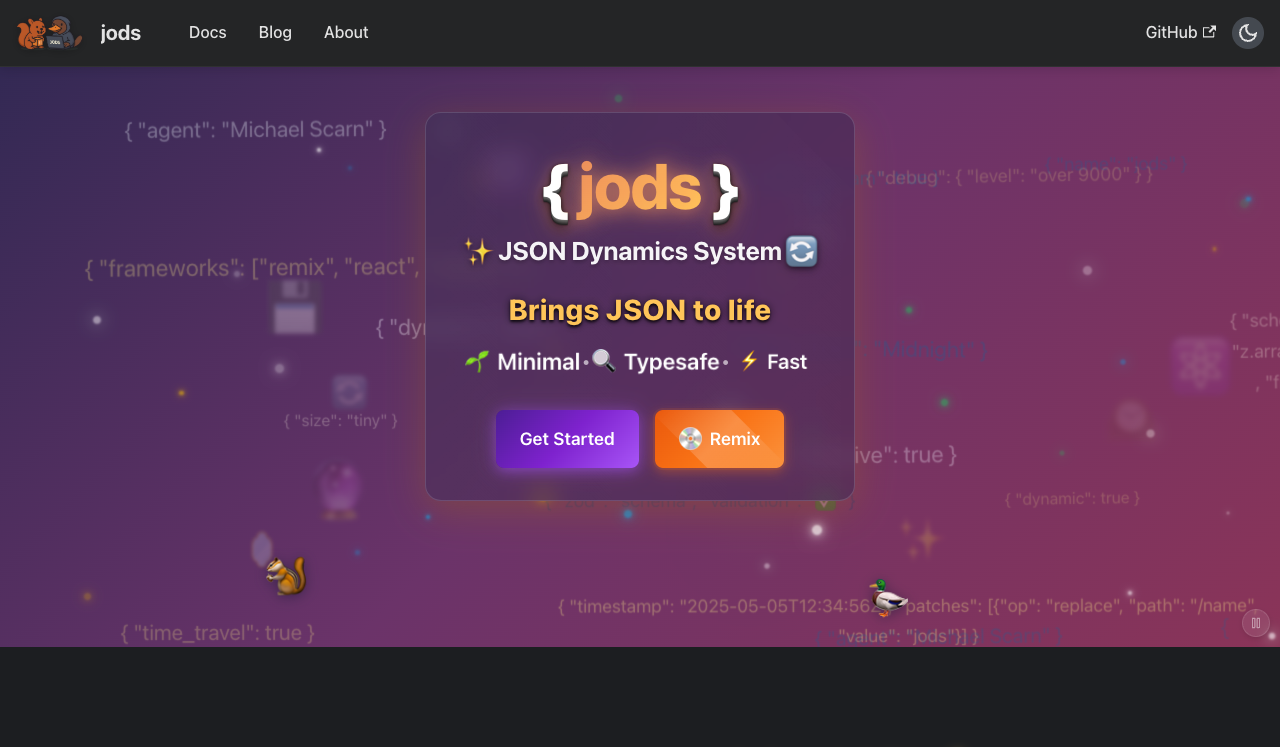 jods
Docs
Blog
About
GitHub
{ "agent": "Michael Scarn" }
{ "debug": { "level": "over 9000" } }
{ jods }
JSON Dynamics System
{ "frameworks": ["remix", "react",
Brings JSON to life
{ "sch
{ "dy
"Midnight" }
"z.arra
Minimal • Typesafe • Fast
, "f
{ "size": "tiny" }
Get Started
Remix
ive": true }
{ "dynamic": true }
{ "timestamp": "2025-05-05T12:34:56Z patches": [{"op": "replace", "path": "/name"
{ "time_travel": true }
"value": "jods"}] }